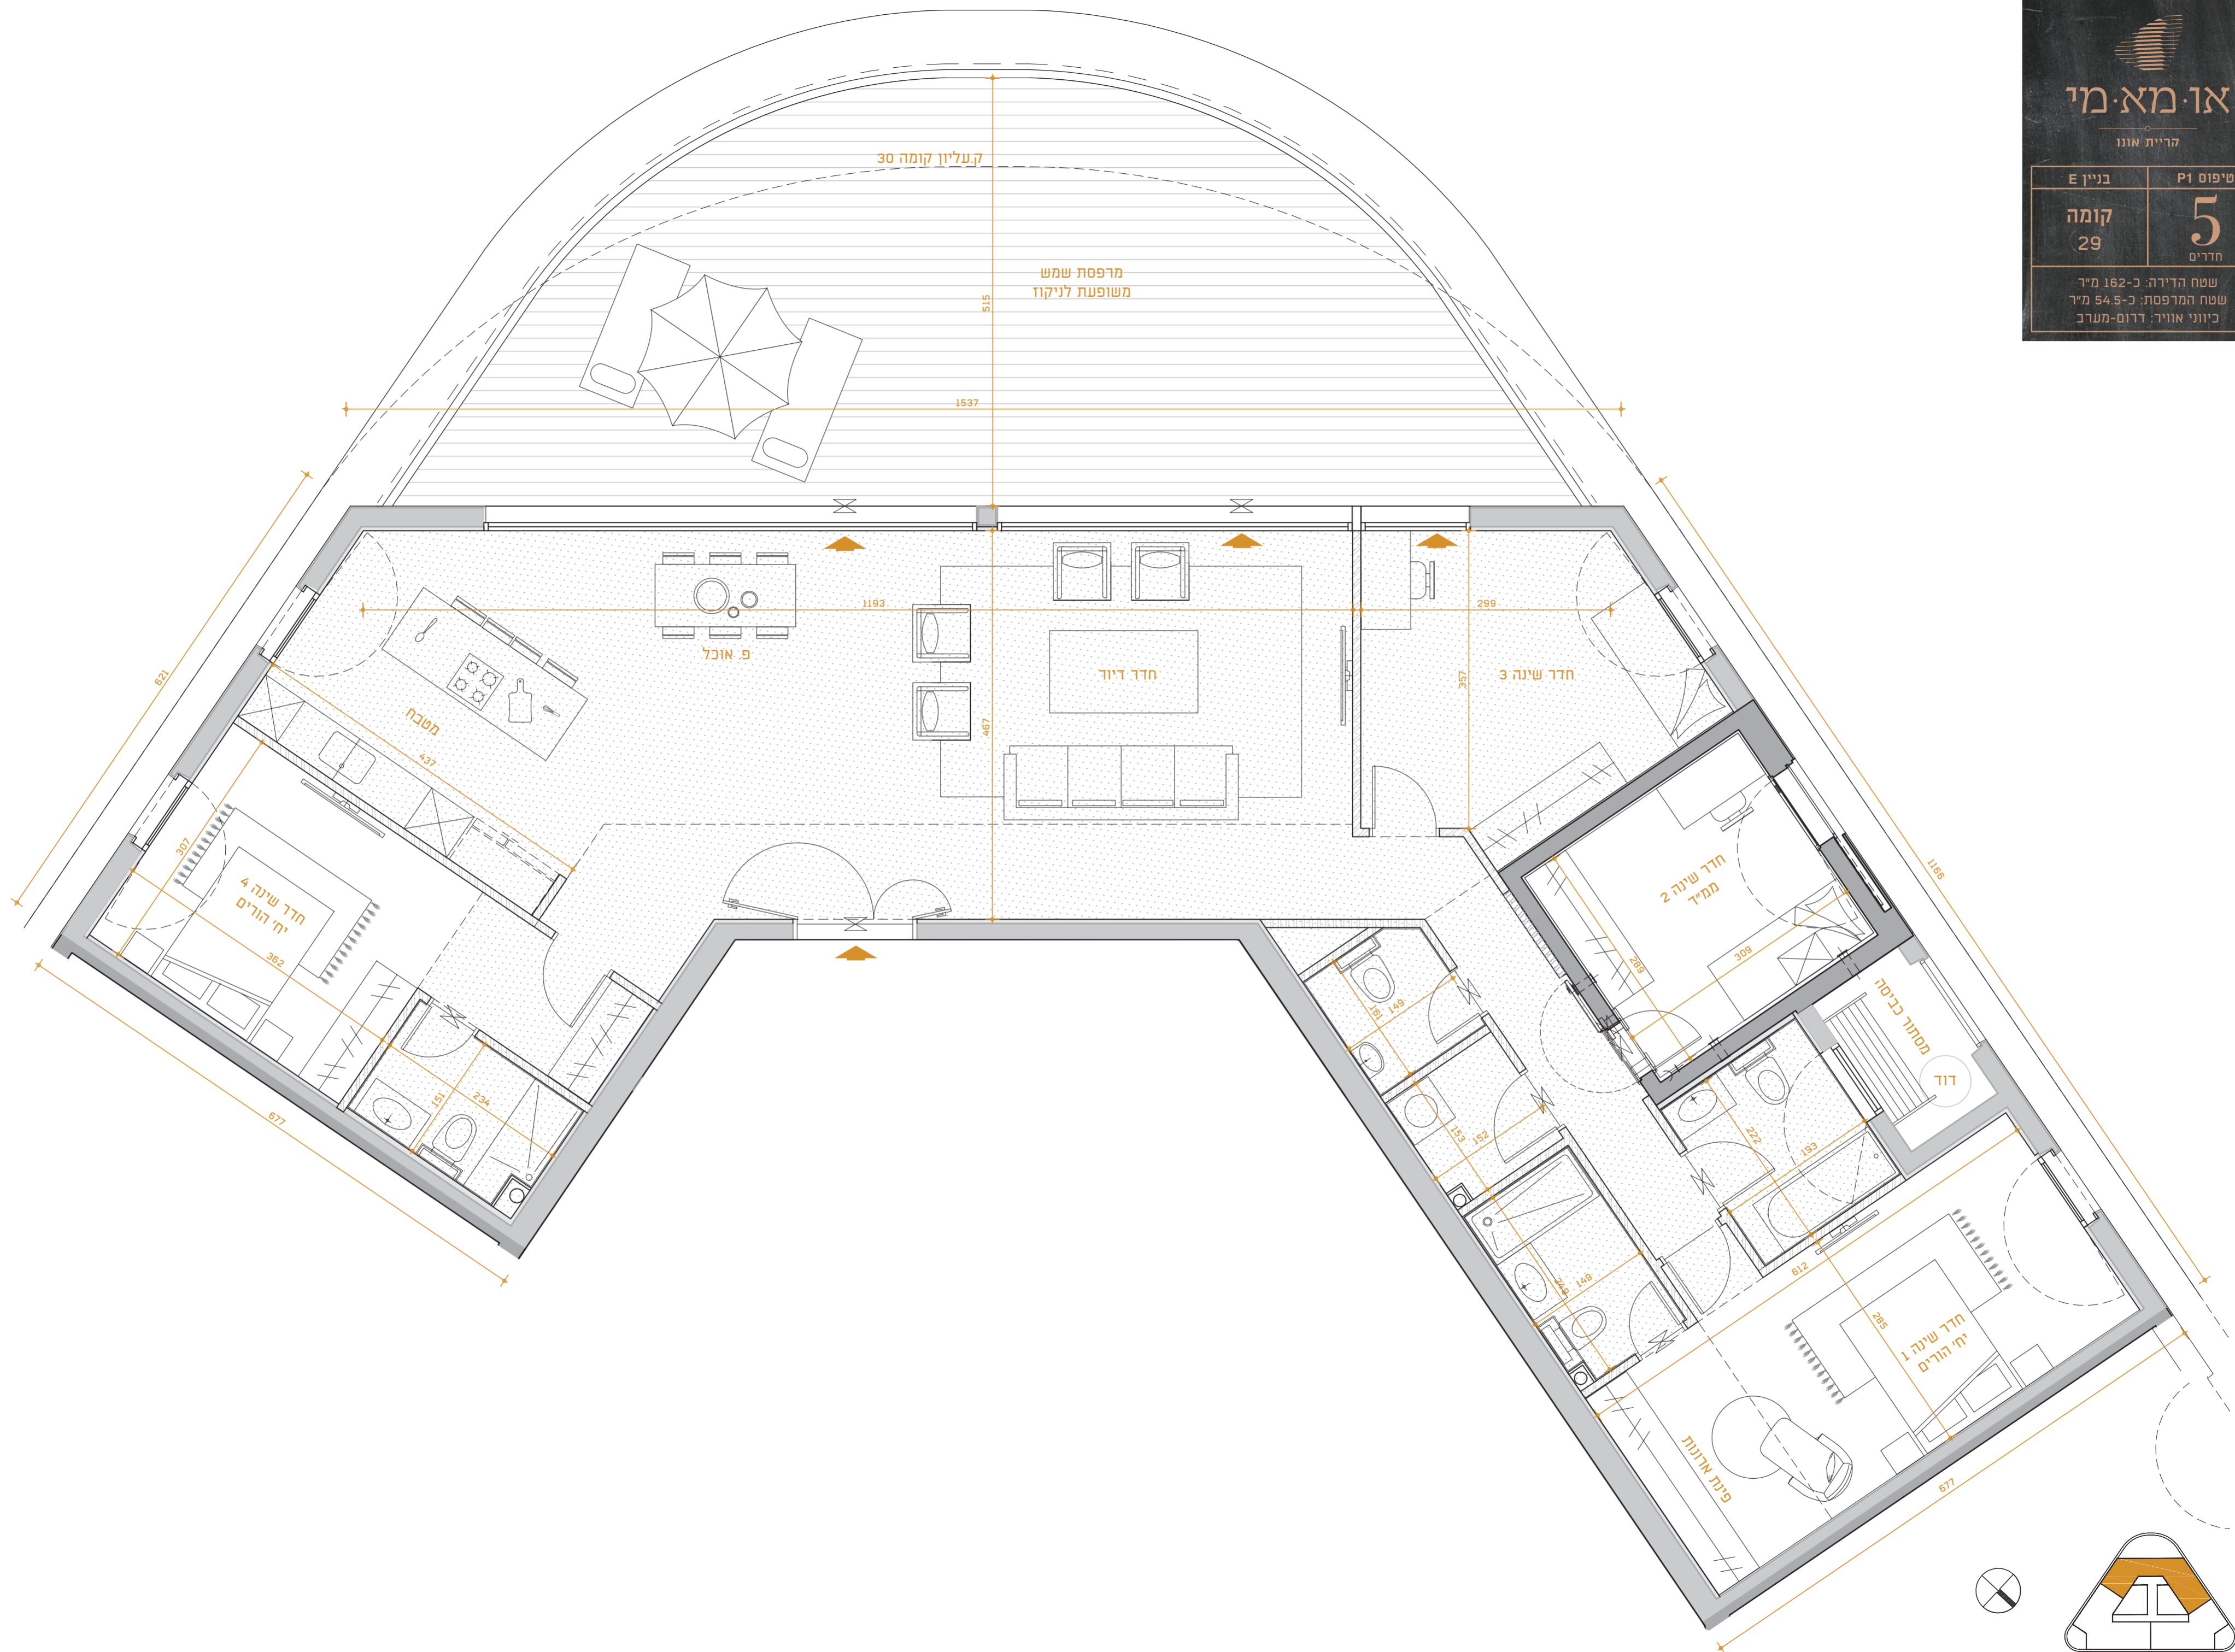 או·מא·מי
קריית אונו
טיפוס P1
בניין E
5
חדרים
קומה
29
שטח הדירה: כ-162 מ״ר
שטח המרפסת: כ-54.5 מ״ר
כיווני אוויר: דרום-מערב
ק.עליון קומה 30
מרפסת שמש
משופעת לניקוז
515
1537
621
1193
299
פ. אוכל
חדר דיור
חדר שינה 3
357
467
מטבח
437
307
חדר שינה 4
יח׳ הורים
362
151
234
677
חדר שינה 2
ממ״ד
289
309
1166
מסתור כביסה
דוד
161
149
153
152
222
193
249
149
612
285
חדר שינה 1
יח׳ הורים
פינת ארונות
677